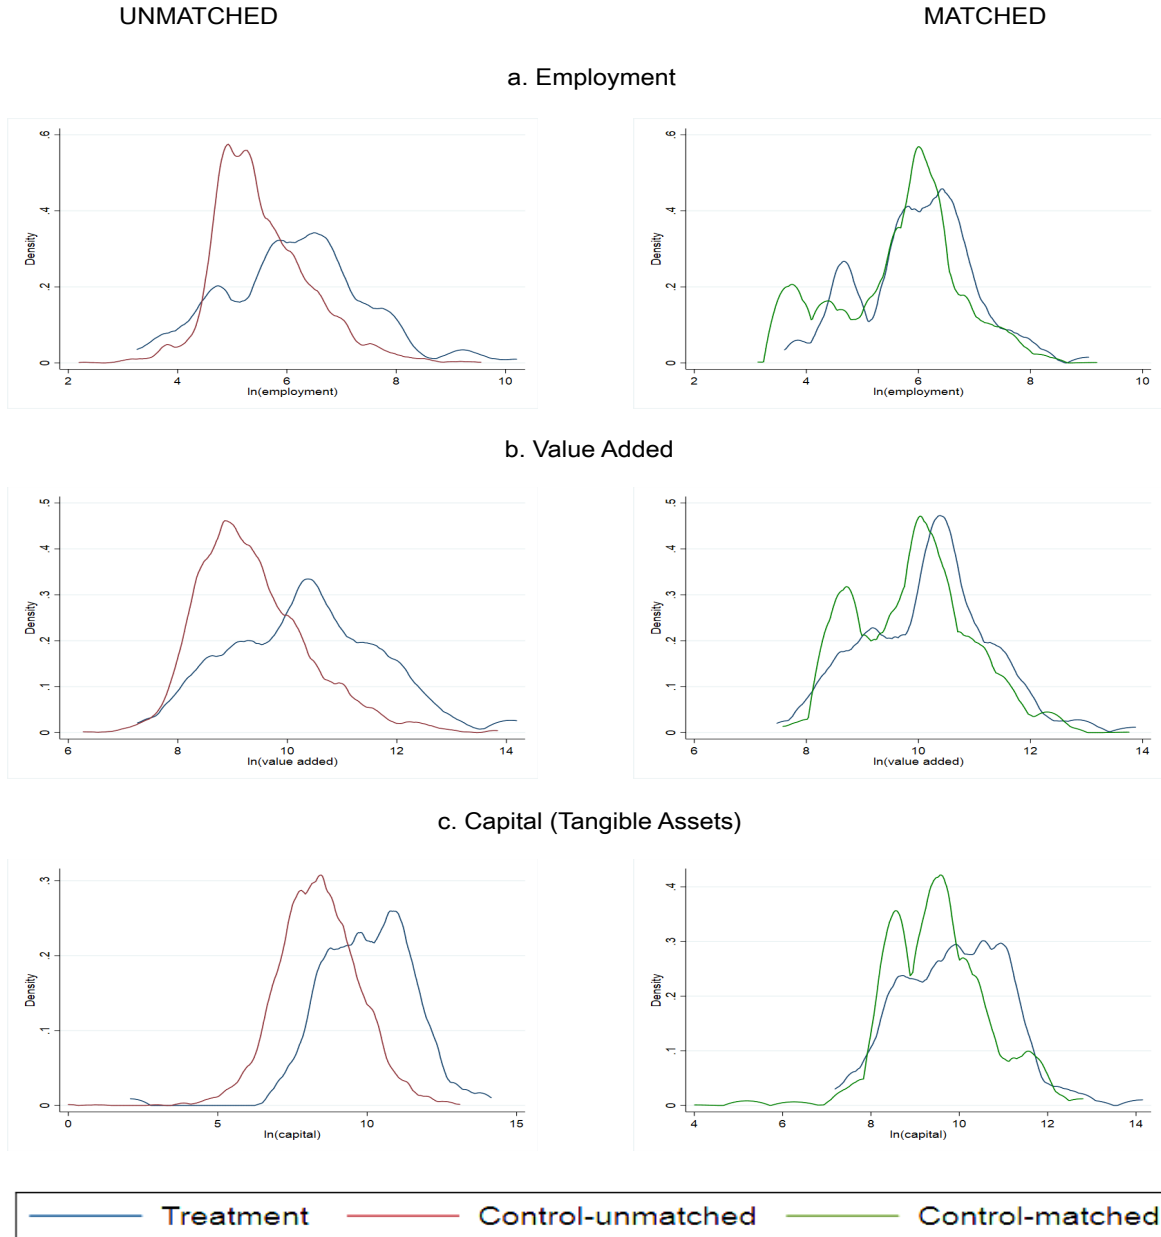 UNMATCHED MATCHED
a. Employment
.6 .6
.4 .4
Density Density
.2 .2
0 0
2 4 6 8 10 2 4 6 8 10
ln(employment) ln(employment)
b. Value Added
.5 .5
.4 .4
.3 .3
Density Density
.2 .2
.1 .1
0 0
6 8 10 12 14 6 8 10 12 14
ln(value added) ln(value added)
c. Capital (Tangible Assets)
.3 .4
.2 .3
Density Density
.1 .2
0 .1
0
0 5 10 15 4 6 8 10 12 14
ln(capital) ln(capital)
Treatment Control-unmatched Control-matched